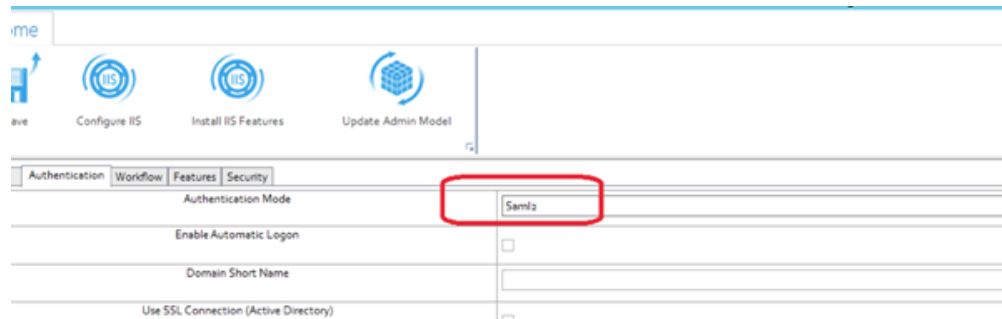 ome
ave
Configure IIS
Install IIS Features
Update Admin Model
Authentication Workflow Features Security
Authentication Mode
Saml2
Enable Automatic Logon
Domain Short Name
Use SSL Connection (Active Directory)